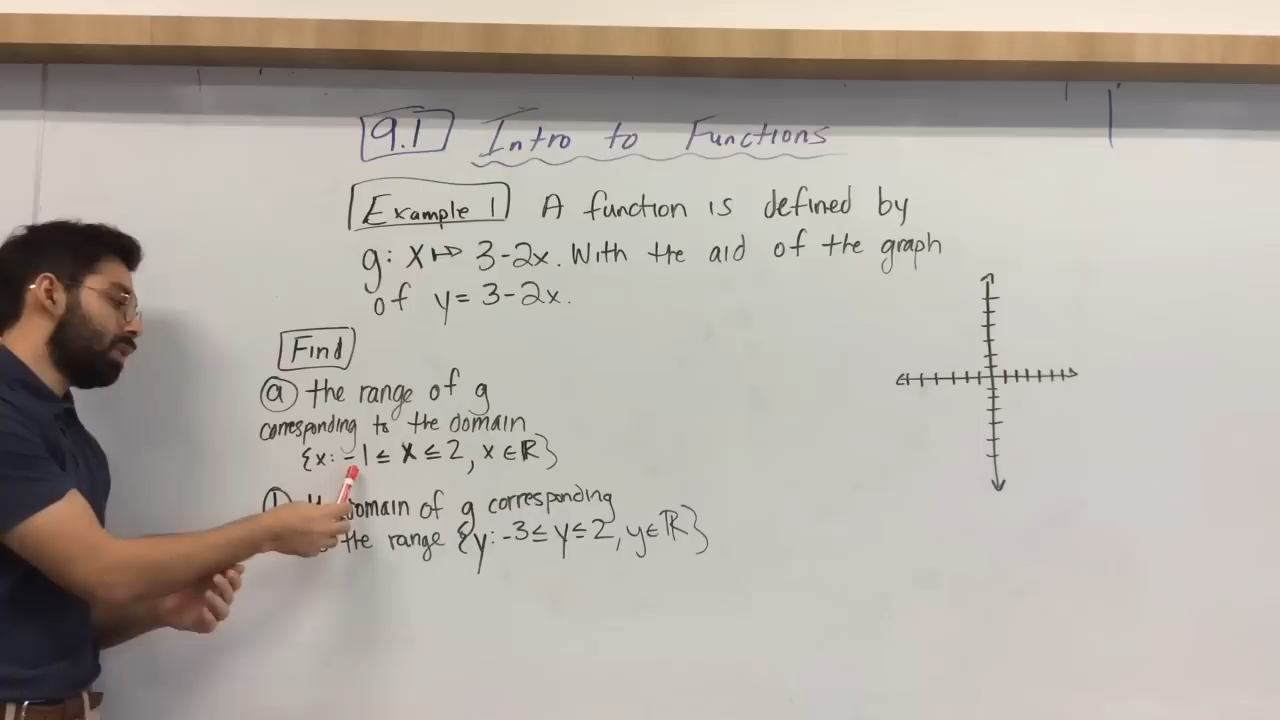 9.1 Intro to Functions
Example 1 A function is defined by
g: x ↦ 3-2x. With the aid of the graph
of y = 3-2x.
Find
ⓐ the range of g
corresponding to the domain
{x: -1 ≤ x ≤ 2, x ∈ ℝ}
domain of g corresponding
the range {y: -3 ≤ y ≤ 2, y ∈ ℝ}